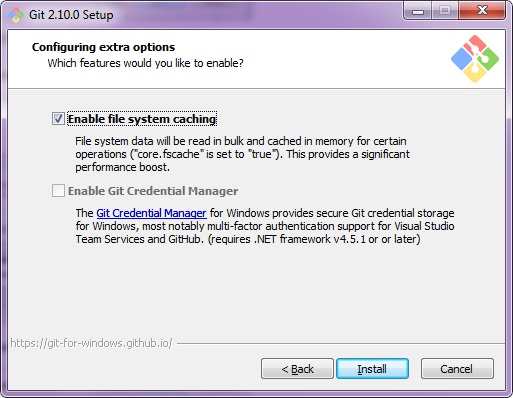 Git 2.10.0 Setup
Configuring extra options
Which features would you like to enable?
Enable file system caching
File system data will be read in bulk and cached in memory for certain
operations ("core.fscache" is set to "true"). This provides a significant
performance boost.
Enable Git Credential Manager
The Git Credential Manager for Windows provides secure Git credential storage
for Windows, most notably multi-factor authentication support for Visual Studio
Team Services and GitHub. (requires .NET framework v4.5.1 or or later)
https://git-for-windows.github.io/
< Back
Install
Cancel